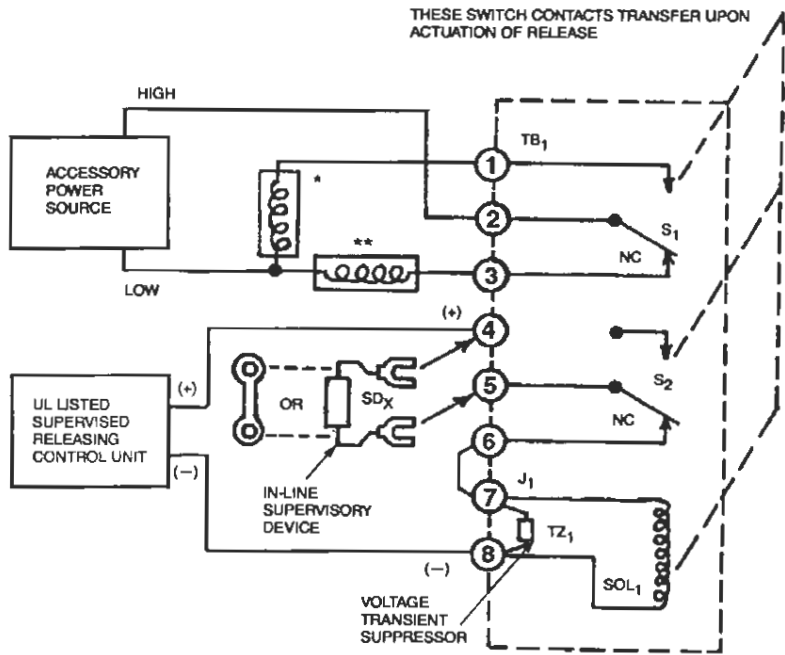 THESE SWITCH CONTACTS TRANSFER UPON
ACTUATION OF RELEASE
HIGH
ACCESSORY
POWER
SOURCE
LOW
*
**
1
TB1
2
S1
NC
3
(+)
4
UL LISTED
SUPERVISED
RELEASING
CONTROL UNIT
(+)
(—)
OR
SDX
IN-LINE
SUPERVISORY
DEVICE
5
S2
NC
6
J1
7
TZ1
8
(—)
SOL1
VOLTAGE
TRANSIENT
SUPPRESSOR